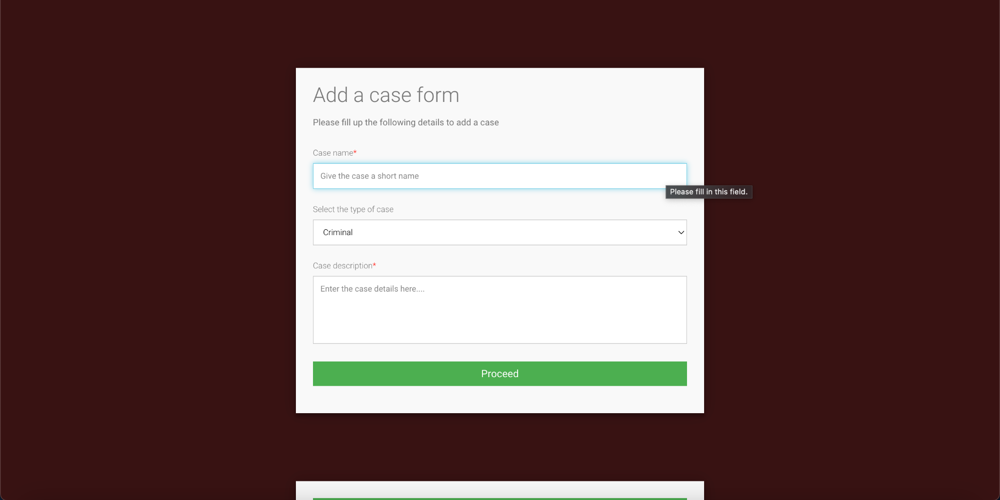 Add a case form
Please fill up the following details to add a case
Case name*
Give the case a short name
Please fill in this field.
Select the type of case
Criminal
Case description*
Enter the case details here....
Proceed